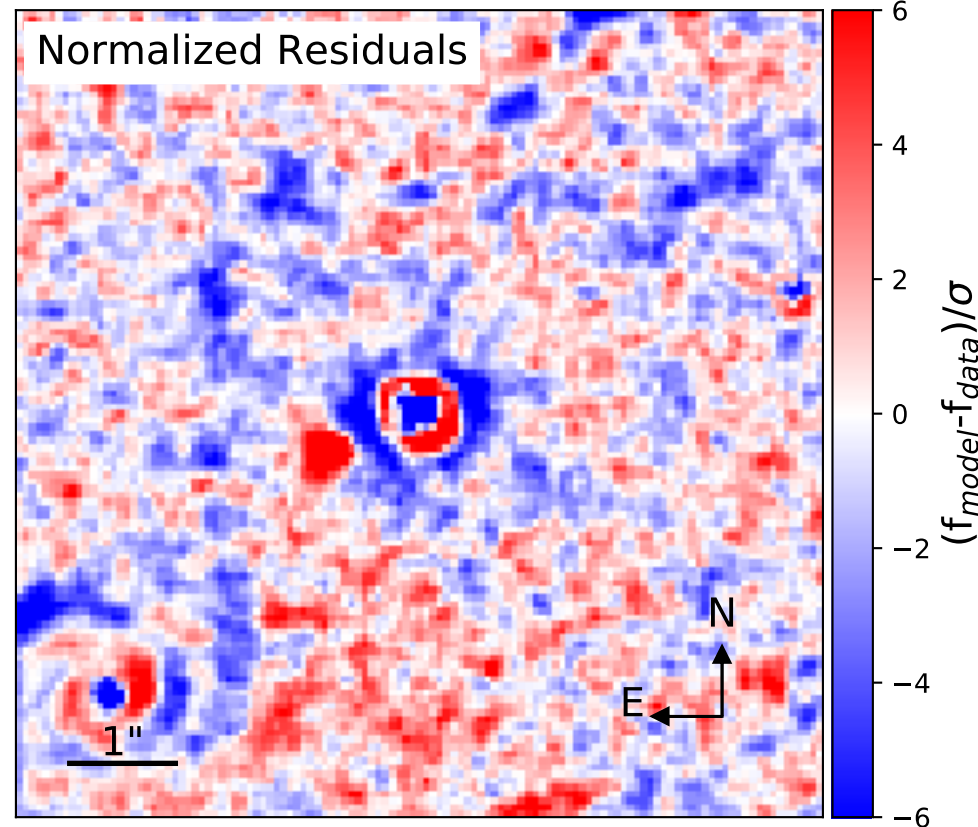 Normalized Residuals
6
4
2
0
−2
−4
−6
(f_model-f_data)/σ
N
E
1"